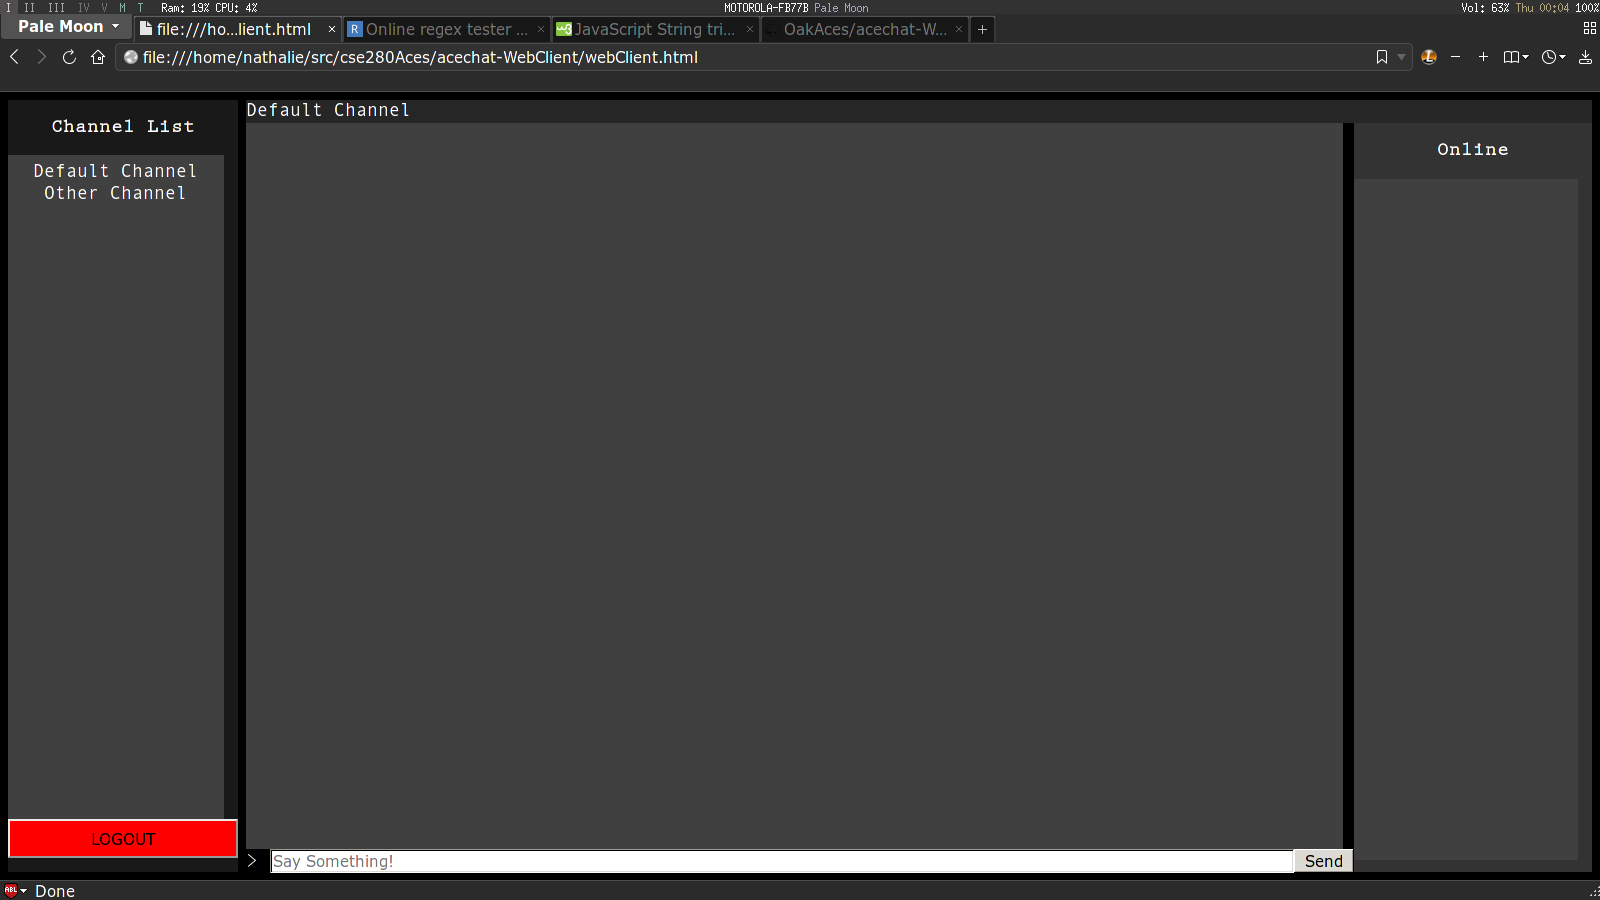 I II III IV V M T Ram: 19% CPU: 4% MOTOROLA-FB77B Pale Moon Vol: 63% Thu 00:04 100%
Pale Moon file:///ho...lient.html × Online regex tester ... × JavaScript String tri... × OakAces/acechat-W... × +
file:///home/nathalie/src/cse280Aces/acechat-WebClient/webClient.html
Channel List
Default Channel
Other Channel
LOGOUT
Default Channel
Online
> Say Something! Send
ABL Done